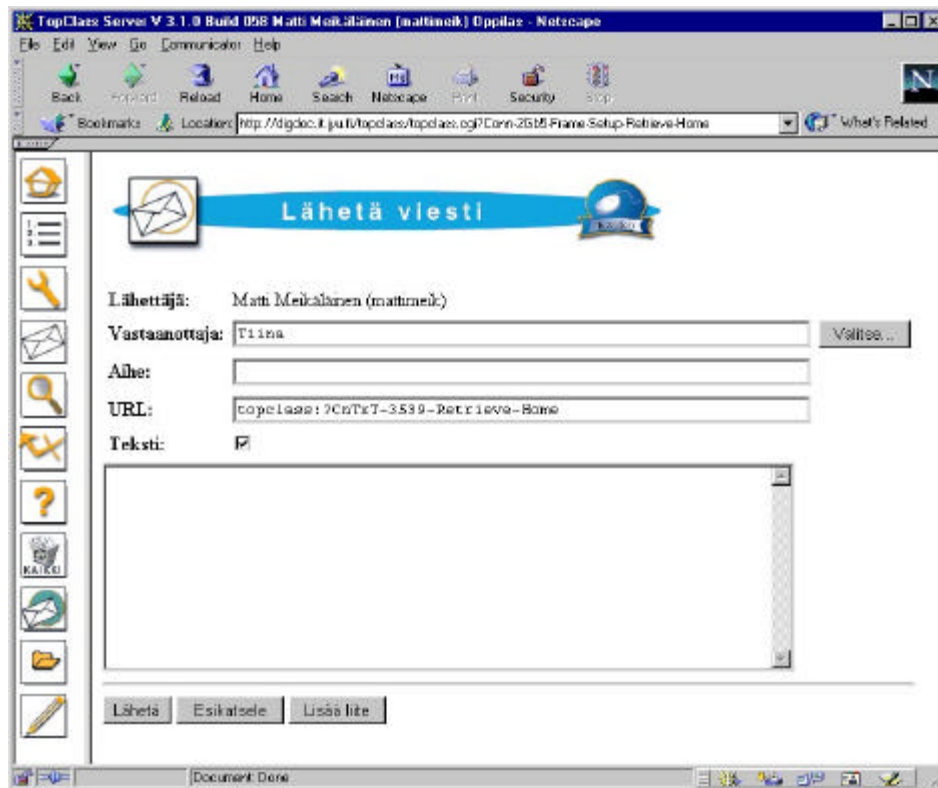 TopClass Server V 3.1.0 Build 058 Matti Meikäläinen (mattimeik) Oppilas - Netscape
File Edit View Go Communicator Help
Back Forward Reload Home Search Netscape Print Security Stop
Bookmarks Location: http://digdoc.it.jyu.fi/topclass/topclass.cgi?Conn-2Gb5-Frame-Setup-Retrieve-Home What's Related
Lähetä viesti
Lähettäjä: Matti Meikäläinen (mattimeik)
Vastaanottaja: Tiina Valitse...
Aihe:
URL: topclass:?CnTxT-3539-Retrieve-Home
Teksti:
KAIKU
Lähetä Esikatsele Lisää liite
Document: Done